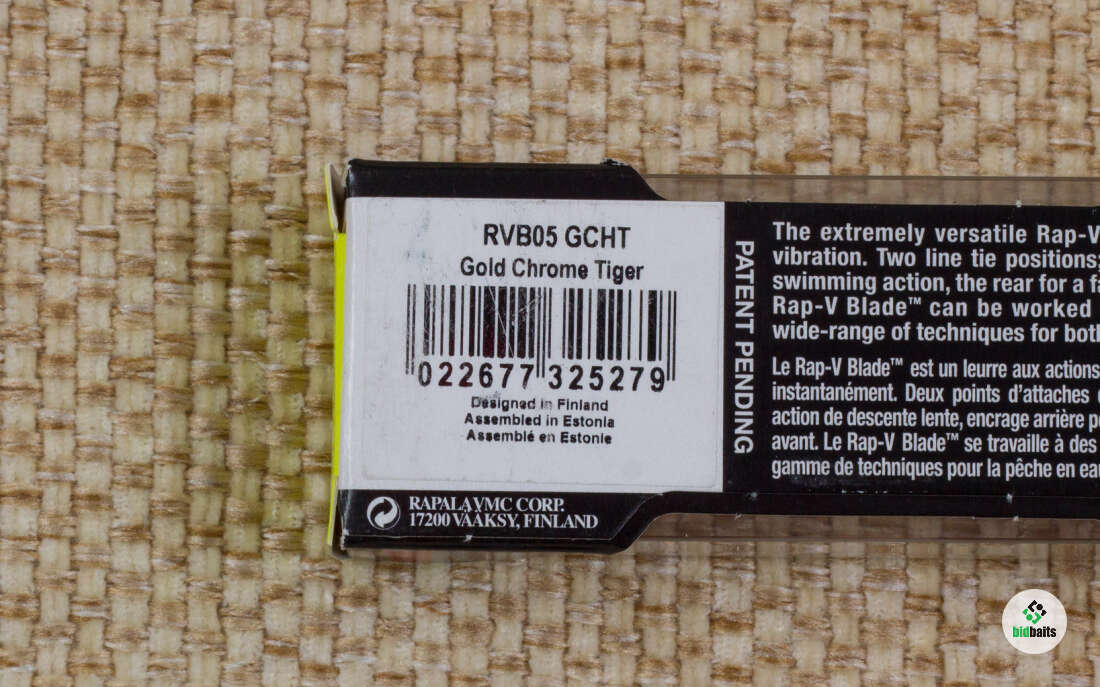 RVB05 GCHT
Gold Chrome Tiger
022677 325279
Designed in Finland
Assembled in Estonia
Assemblé en Estonie
RAPALA VMC CORP.
17200 VÄÄKSY, FINLAND
PATENT PENDING
The extremely versatile Rap-V
vibration. Two line tie positions;
swimming action, the rear for a
Rap-V Blade™ can be worked
wide-range of techniques for both
Le Rap-V Blade™ est un leurre aux actions
instantanément. Deux points d'attaches
action de descente lente, encrage arrière
avant. Le Rap-V Blade™ se travaille à des
gamme de techniques pour la pêche en
bidbaits